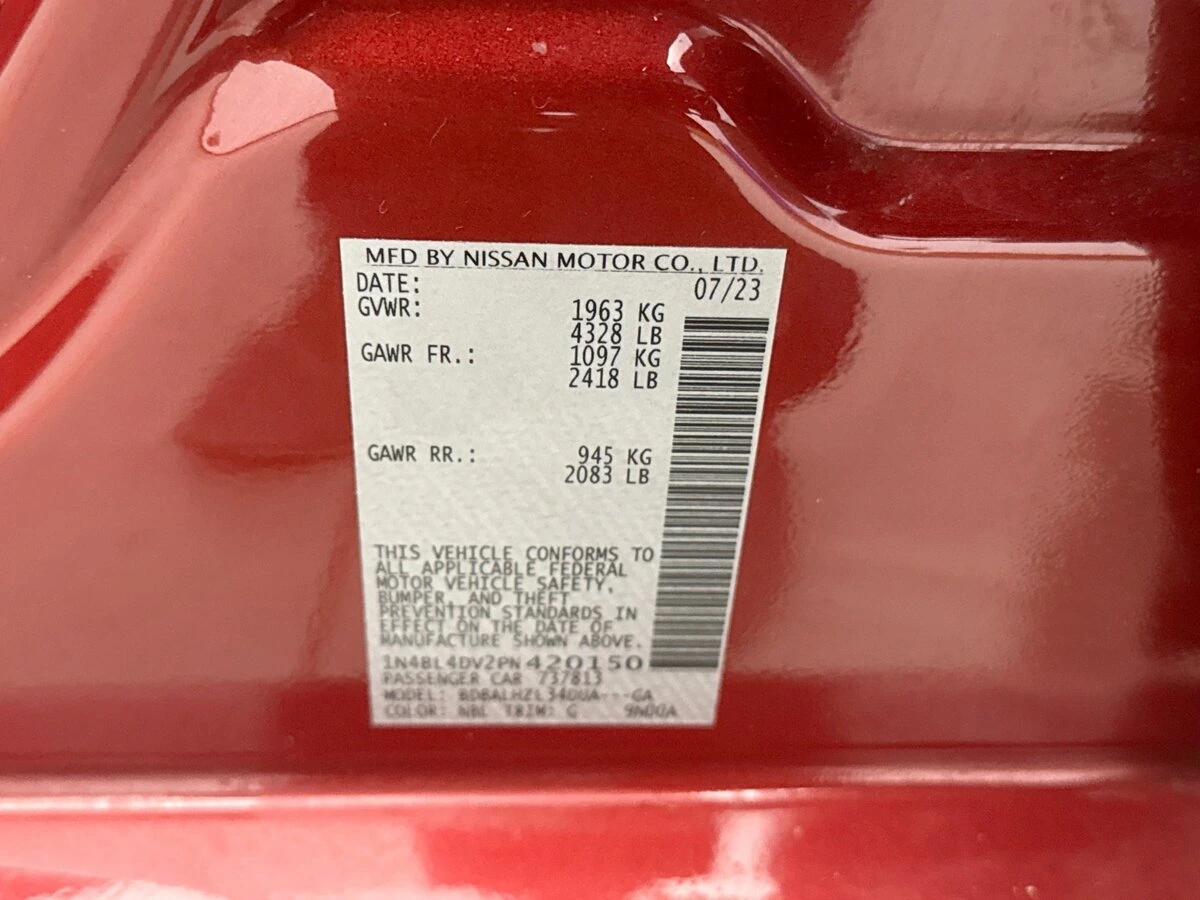 MFD BY NISSAN MOTOR CO., LTD.
DATE: 07/23
GVWR: 1963 KG
4328 LB
GAWR FR.: 1097 KG
2418 LB
GAWR RR.: 945 KG
2083 LB
THIS VEHICLE CONFORMS TO
ALL APPLICABLE FEDERAL
MOTOR VEHICLE SAFETY,
BUMPER, AND THEFT
PREVENTION STANDARDS IN
EFFECT ON THE DATE OF
MANUFACTURE SHOWN ABOVE.
1N4BL4DV2PN420150
PASSENGER CAR 737813
MODEL:
COLOR: NBL TRIM: G